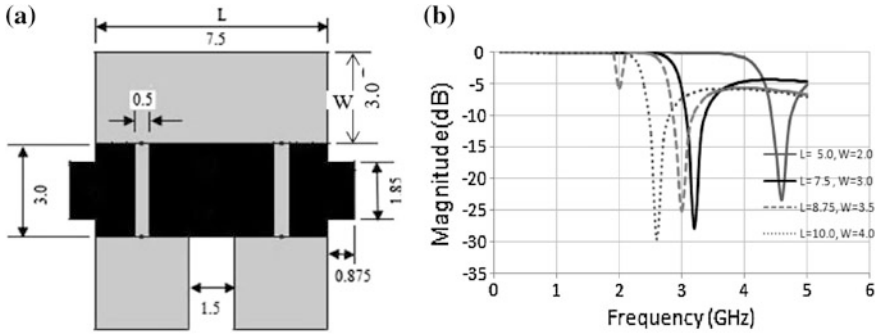 (a)
L
7.5
0.5
W
3.0
3.0
1.85
0.875
1.5
(b)
0
-5
-10
-15
-20
-25
-30
-35
Magnitude(dB)
L= 5.0, W=2.0
L=7.5 , W=3.0
L=8.75, W=3.5
L=10.0, W=4.0
0 1 2 3 4 5 6
Frequency (GHz)